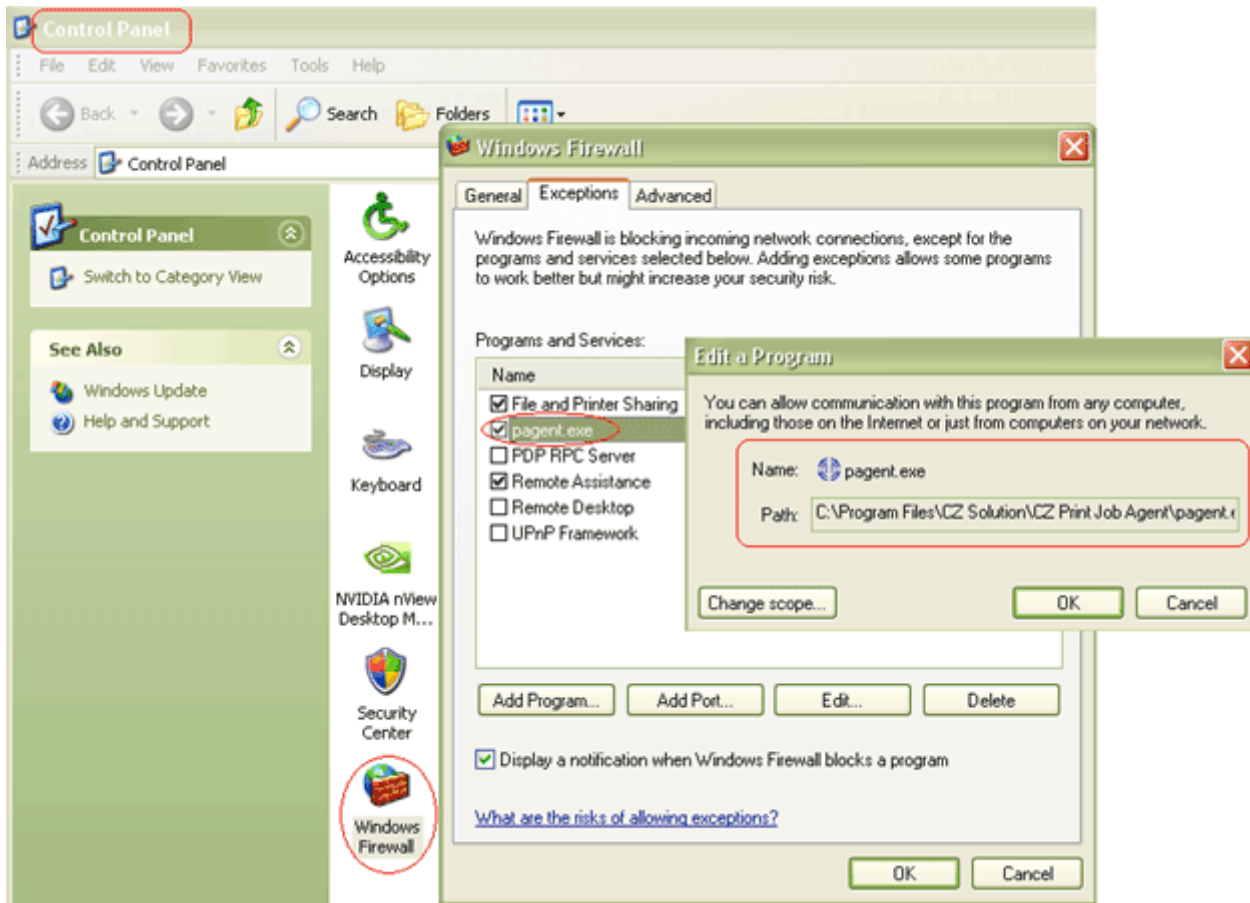 Control Panel
File Edit View Favorites Tools Help
Back Search Folders
Address Control Panel
Control Panel
Switch to Category View
See Also
Windows Update
Help and Support
Accessibility
Options
Display
Keyboard
NVIDIA nView
Desktop M...
Security
Center
Windows
Firewall
Windows Firewall
General Exceptions Advanced
Windows Firewall is blocking incoming network connections, except for the
programs and services selected below. Adding exceptions allows some programs
to work better but might increase your security risk.
Programs and Services:
Name
File and Printer Sharing
pagent.exe
PDP RPC Server
Remote Assistance
Remote Desktop
UPnP Framework
Add Program... Add Port... Edit... Delete
Display a notification when Windows Firewall blocks a program
What are the risks of allowing exceptions?
OK Cancel
Edit a Program
You can allow communication with this program from any computer,
including those on the Internet or just from computers on your network.
Name: pagent.exe
Path: C:\Program Files\CZ Solution\CZ Print Job Agent\pagent.e
Change scope... OK Cancel